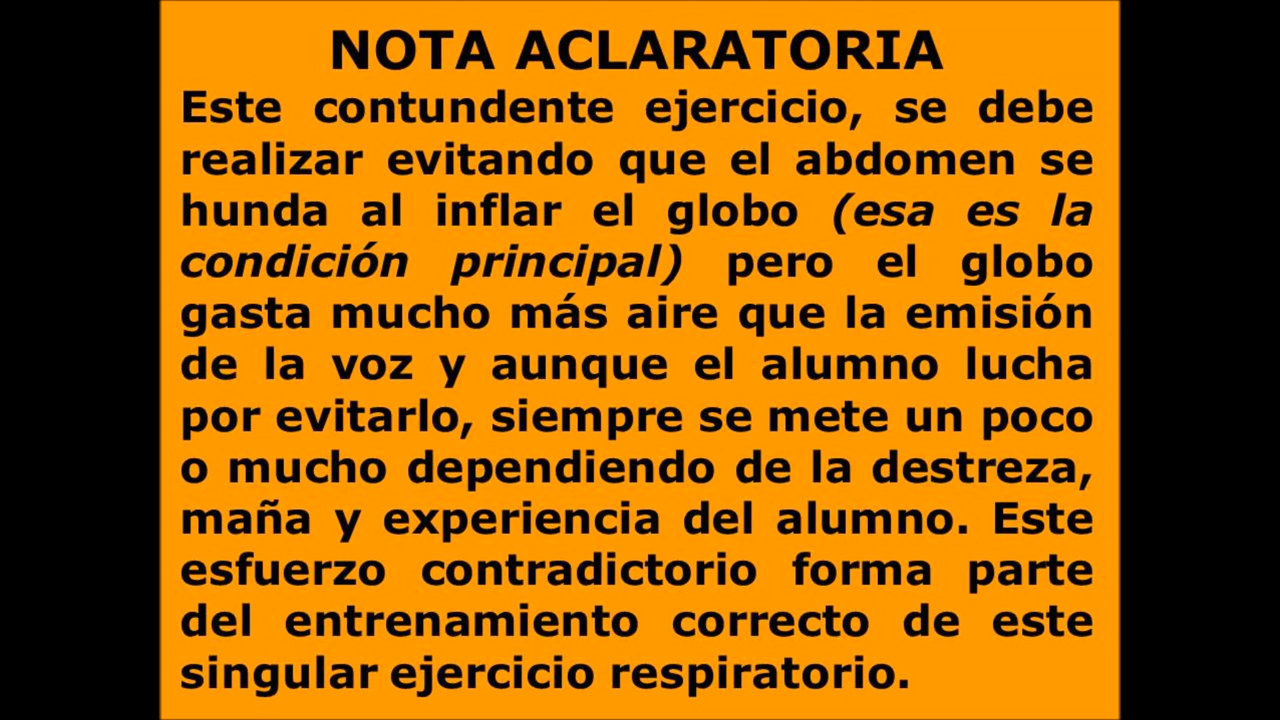 NOTA ACLARATORIA
Este contundente ejercicio, se debe
realizar evitando que el abdomen se
hunda al inflar el globo (esa es la
condición principal) pero el globo
gasta mucho más aire que la emisión
de la voz y aunque el alumno lucha
por evitarlo, siempre se mete un poco
o mucho dependiendo de la destreza,
maña y experiencia del alumno. Este
esfuerzo contradictorio forma parte
del entrenamiento correcto de este
singular ejercicio respiratorio.